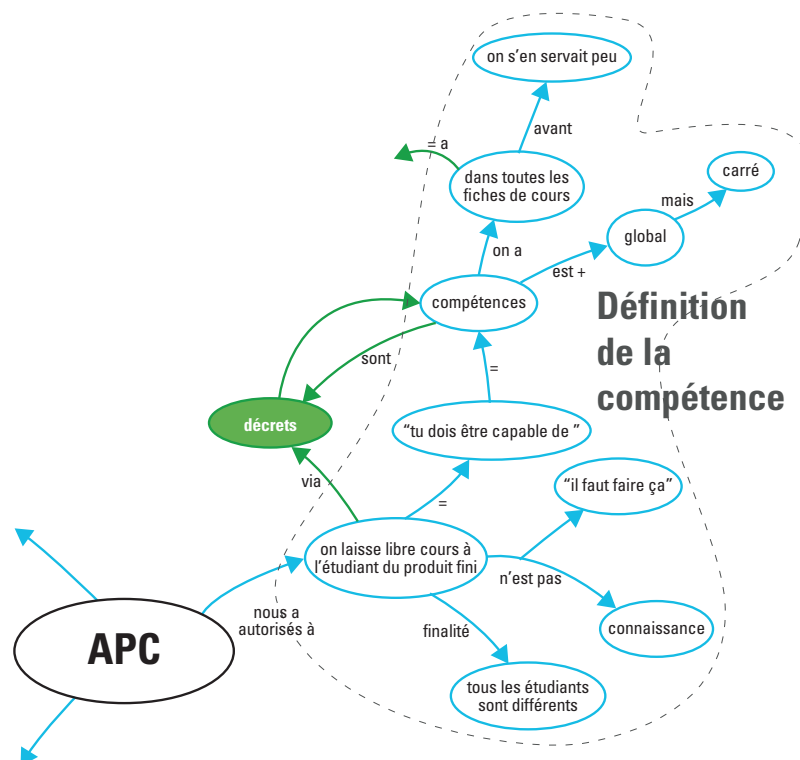 on s'en servait peu
avant
= a
dans toutes les
fiches de cours
carré
mais
global
on a
est +
compétences
Définition
de la
compétence
sont
=
décrets
“tu dois être capable de ”
via
“il faut faire ça”
=
on laisse libre cours à
l'étudiant du produit fini
n'est pas
nous a
autorisés à
finalité
connaissance
APC
tous les étudiants
sont différents